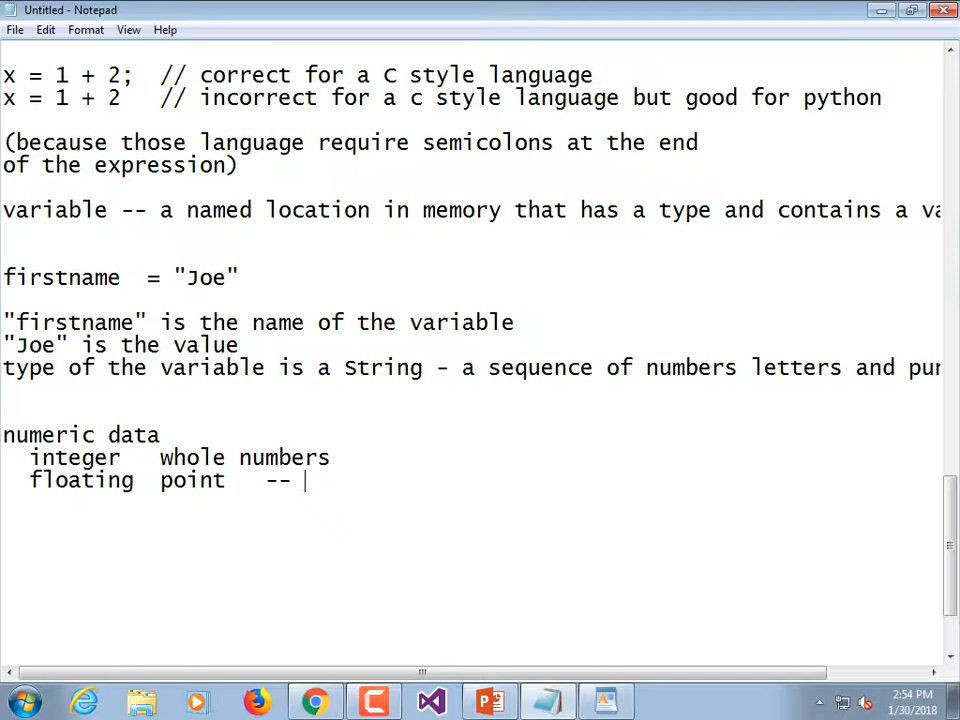 Untitled - Notepad
File Edit Format View Help
x = 1 + 2;  // correct for a C style language
x = 1 + 2   // incorrect for a c style language but good for python
(because those language require semicolons at the end
of the expression)
variable -- a named location in memory that has a type and contains a va
firstname  = "Joe"
"firstname" is the name of the variable
"Joe" is the value
type of the variable is a String - a sequence of numbers letters and pun
numeric data
integer   whole numbers
floating  point   --
2:54 PM
1/30/2018